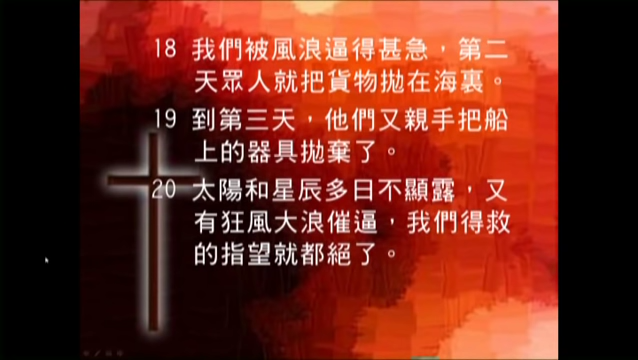 18 我們被風浪逼得甚急，第二
天眾人就把貨物拋在海裏。
19 到第三天，他們又親手把船
上的器具拋棄了。
20 太陽和星辰多日不顯露，又
有狂風大浪催逼，我們得救
的指望就都絕了。